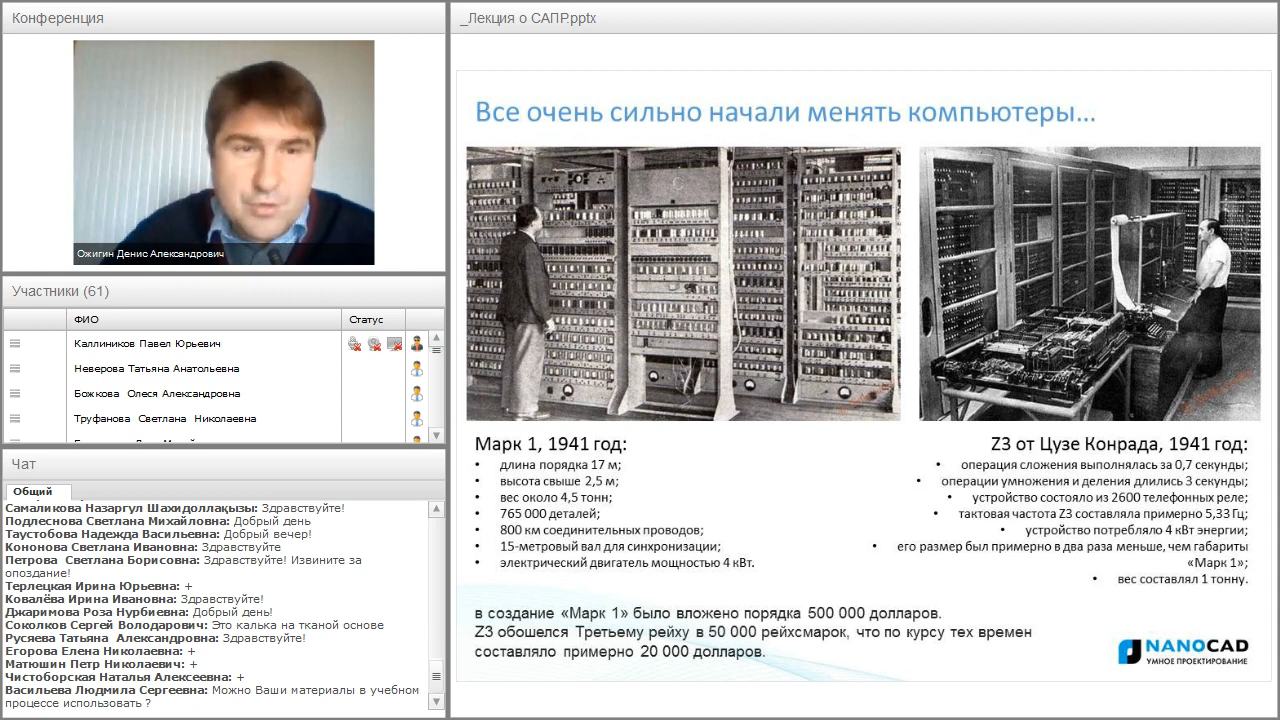 Конференция
Ожигин Денис Александрович
Участники (61)
ФИО
Статус
Каллиников Павел Юрьевич
Неверова Татьяна Анатольевна
Божкова Олеся Александровна
Труфанова Светлана Николаевна
Чат
Общий
Самаликова Назаргул Шахидоллақызы: Здравствуйте!
Подлеснова Светлана Михайловна: Добрый день
Таустобова Надежда Васильевна: Добрый вечер!
Кононова Светлана Ивановна: Здравствуйте
Петрова Светлана Борисовна: Здравствуйте! Извините за
опоздание!
Терлецкая Ирина Юрьевна: +
Ковалёва Ирина Ивановна: Здравствуйте!
Джаримова Роза Нурбиевна: Добрый день!
Соколков Сергей Володарович: Это калька на тканой основе
Русяева Татьяна Александровна: Здравствуйте!
Егорова Елена Николаевна: +
Матюшин Петр Николаевич: +
Чистоборская Наталья Алексеевна: +
Васильева Людмила Сергеевна: Можно Ваши материалы в учебном
процессе использовать ?
_Лекция о САПР.pptx
Все очень сильно начали менять компьютеры...
Марк 1, 1941 год:
• длина порядка 17 м;
• высота свыше 2,5 м;
• вес около 4,5 тонн;
• 765 000 деталей;
• 800 км соединительных проводов;
• 15-метровый вал для синхронизации;
• электрический двигатель мощностью 4 кВт.
Z3 от Цузе Конрада, 1941 год:
• операция сложения выполнялась за 0,7 секунды;
• операции умножения и деления длились 3 секунды;
• устройство состояло из 2600 телефонных реле;
• тактовая частота Z3 составляла примерно 5,33 Гц;
• устройство потребляло 4 кВт энергии;
• его размер был примерно в два раза меньше, чем габариты
«Марк 1»;
• вес составлял 1 тонну.
в создание «Марк 1» было вложено порядка 500 000 долларов.
Z3 обошелся Третьему рейху в 50 000 рейхсмарок, что по курсу тех времен
составляло примерно 20 000 долларов.
NANOCAD
УМНОЕ ПРОЕКТИРОВАНИЕ